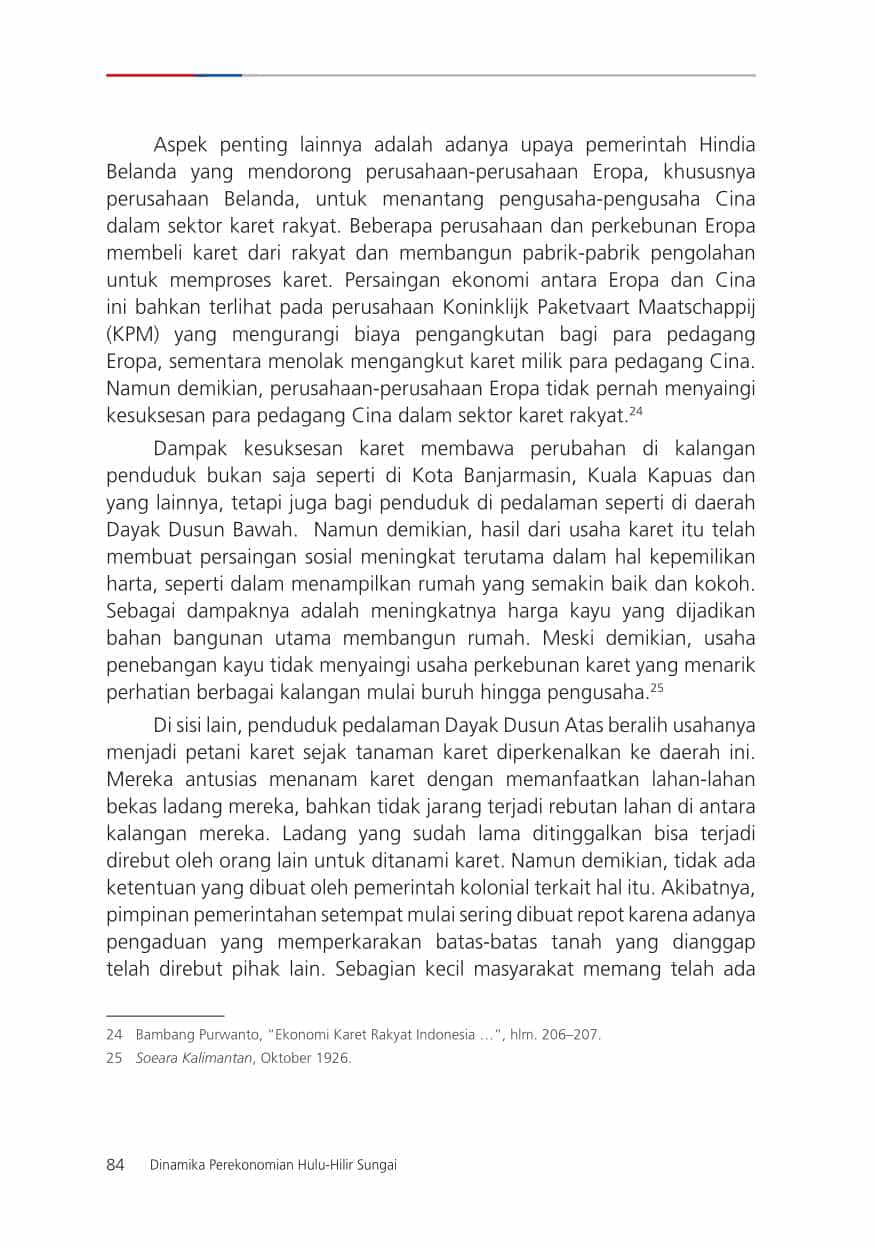 Aspek penting lainnya adalah adanya upaya pemerintah Hindia
Belanda yang mendorong perusahaan-perusahaan Eropa, khususnya
perusahaan Belanda, untuk menantang pengusaha-pengusaha Cina
dalam sektor karet rakyat. Beberapa perusahaan dan perkebunan Eropa
membeli karet dari rakyat dan membangun pabrik-pabrik pengolahan
untuk memproses karet. Persaingan ekonomi antara Eropa dan Cina
ini bahkan terlihat pada perusahaan Koninklijk Paketvaart Maatschappij
(KPM) yang mengurangi biaya pengangkutan bagi para pedagang
Eropa, sementara menolak mengangkut karet milik para pedagang Cina.
Namun demikian, perusahaan-perusahaan Eropa tidak pernah menyaingi
kesuksesan para pedagang Cina dalam sektor karet rakyat.24
Dampak kesuksesan karet membawa perubahan di kalangan
penduduk bukan saja seperti di Kota Banjarmasin, Kuala Kapuas dan
yang lainnya, tetapi juga bagi penduduk di pedalaman seperti di daerah
Dayak Dusun Bawah.  Namun demikian, hasil dari usaha karet itu telah
membuat persaingan sosial meningkat terutama dalam hal kepemilikan
harta, seperti dalam menampilkan rumah yang semakin baik dan kokoh.
Sebagai dampaknya adalah meningkatnya harga kayu yang dijadikan
bahan bangunan utama membangun rumah. Meski demikian, usaha
penebangan kayu tidak menyaingi usaha perkebunan karet yang menarik
perhatian berbagai kalangan mulai buruh hingga pengusaha.25
Di sisi lain, penduduk pedalaman Dayak Dusun Atas beralih usahanya
menjadi petani karet sejak tanaman karet diperkenalkan ke daerah ini.
Mereka antusias menanam karet dengan memanfaatkan lahan-lahan
bekas ladang mereka, bahkan tidak jarang terjadi rebutan lahan di antara
kalangan mereka. Ladang yang sudah lama ditinggalkan bisa terjadi
direbut oleh orang lain untuk ditanami karet. Namun demikian, tidak ada
ketentuan yang dibuat oleh pemerintah kolonial terkait hal itu. Akibatnya,
pimpinan pemerintahan setempat mulai sering dibuat repot karena adanya
pengaduan yang memperkarakan batas-batas tanah yang dianggap
telah direbut pihak lain. Sebagian kecil masyarakat memang telah ada
24 Bambang Purwanto, “Ekonomi Karet Rakyat Indonesia …”, hlm. 206–207.
25 Soeara Kalimantan, Oktober 1926.
84 Dinamika Perekonomian Hulu-Hilir Sungai